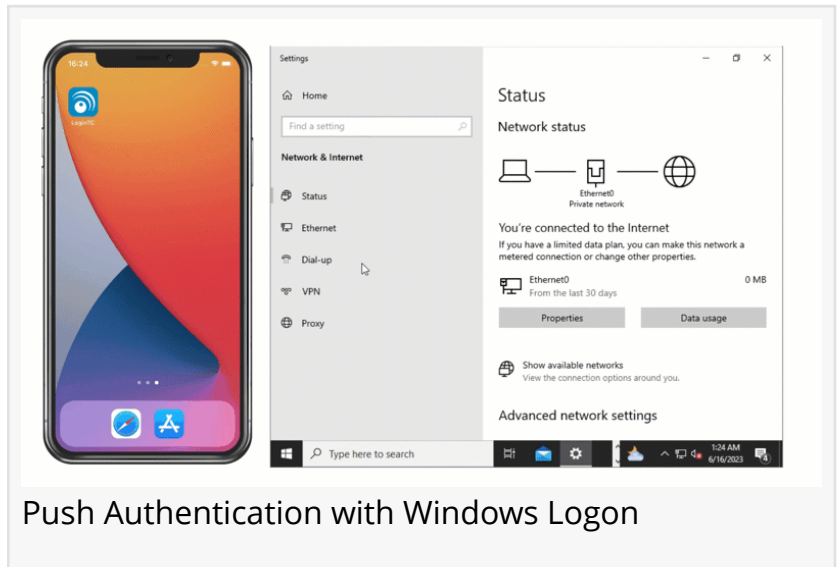 16:24
LoginTC
Settings
Home
Find a setting
Network & Internet
Status
Ethernet
Dial-up
VPN
Proxy
Status
Network status
Ethernet0
Private network
You're connected to the Internet
If you have a limited data plan, you can make this network a
metered connection or change other properties.
Ethernet0
0 MB
From the last 30 days
Properties
Data usage
Show available networks
View the connection options around you.
Advanced network settings
Type here to search
1:24 AM
6/16/2023
4
Push Authentication with Windows Logon